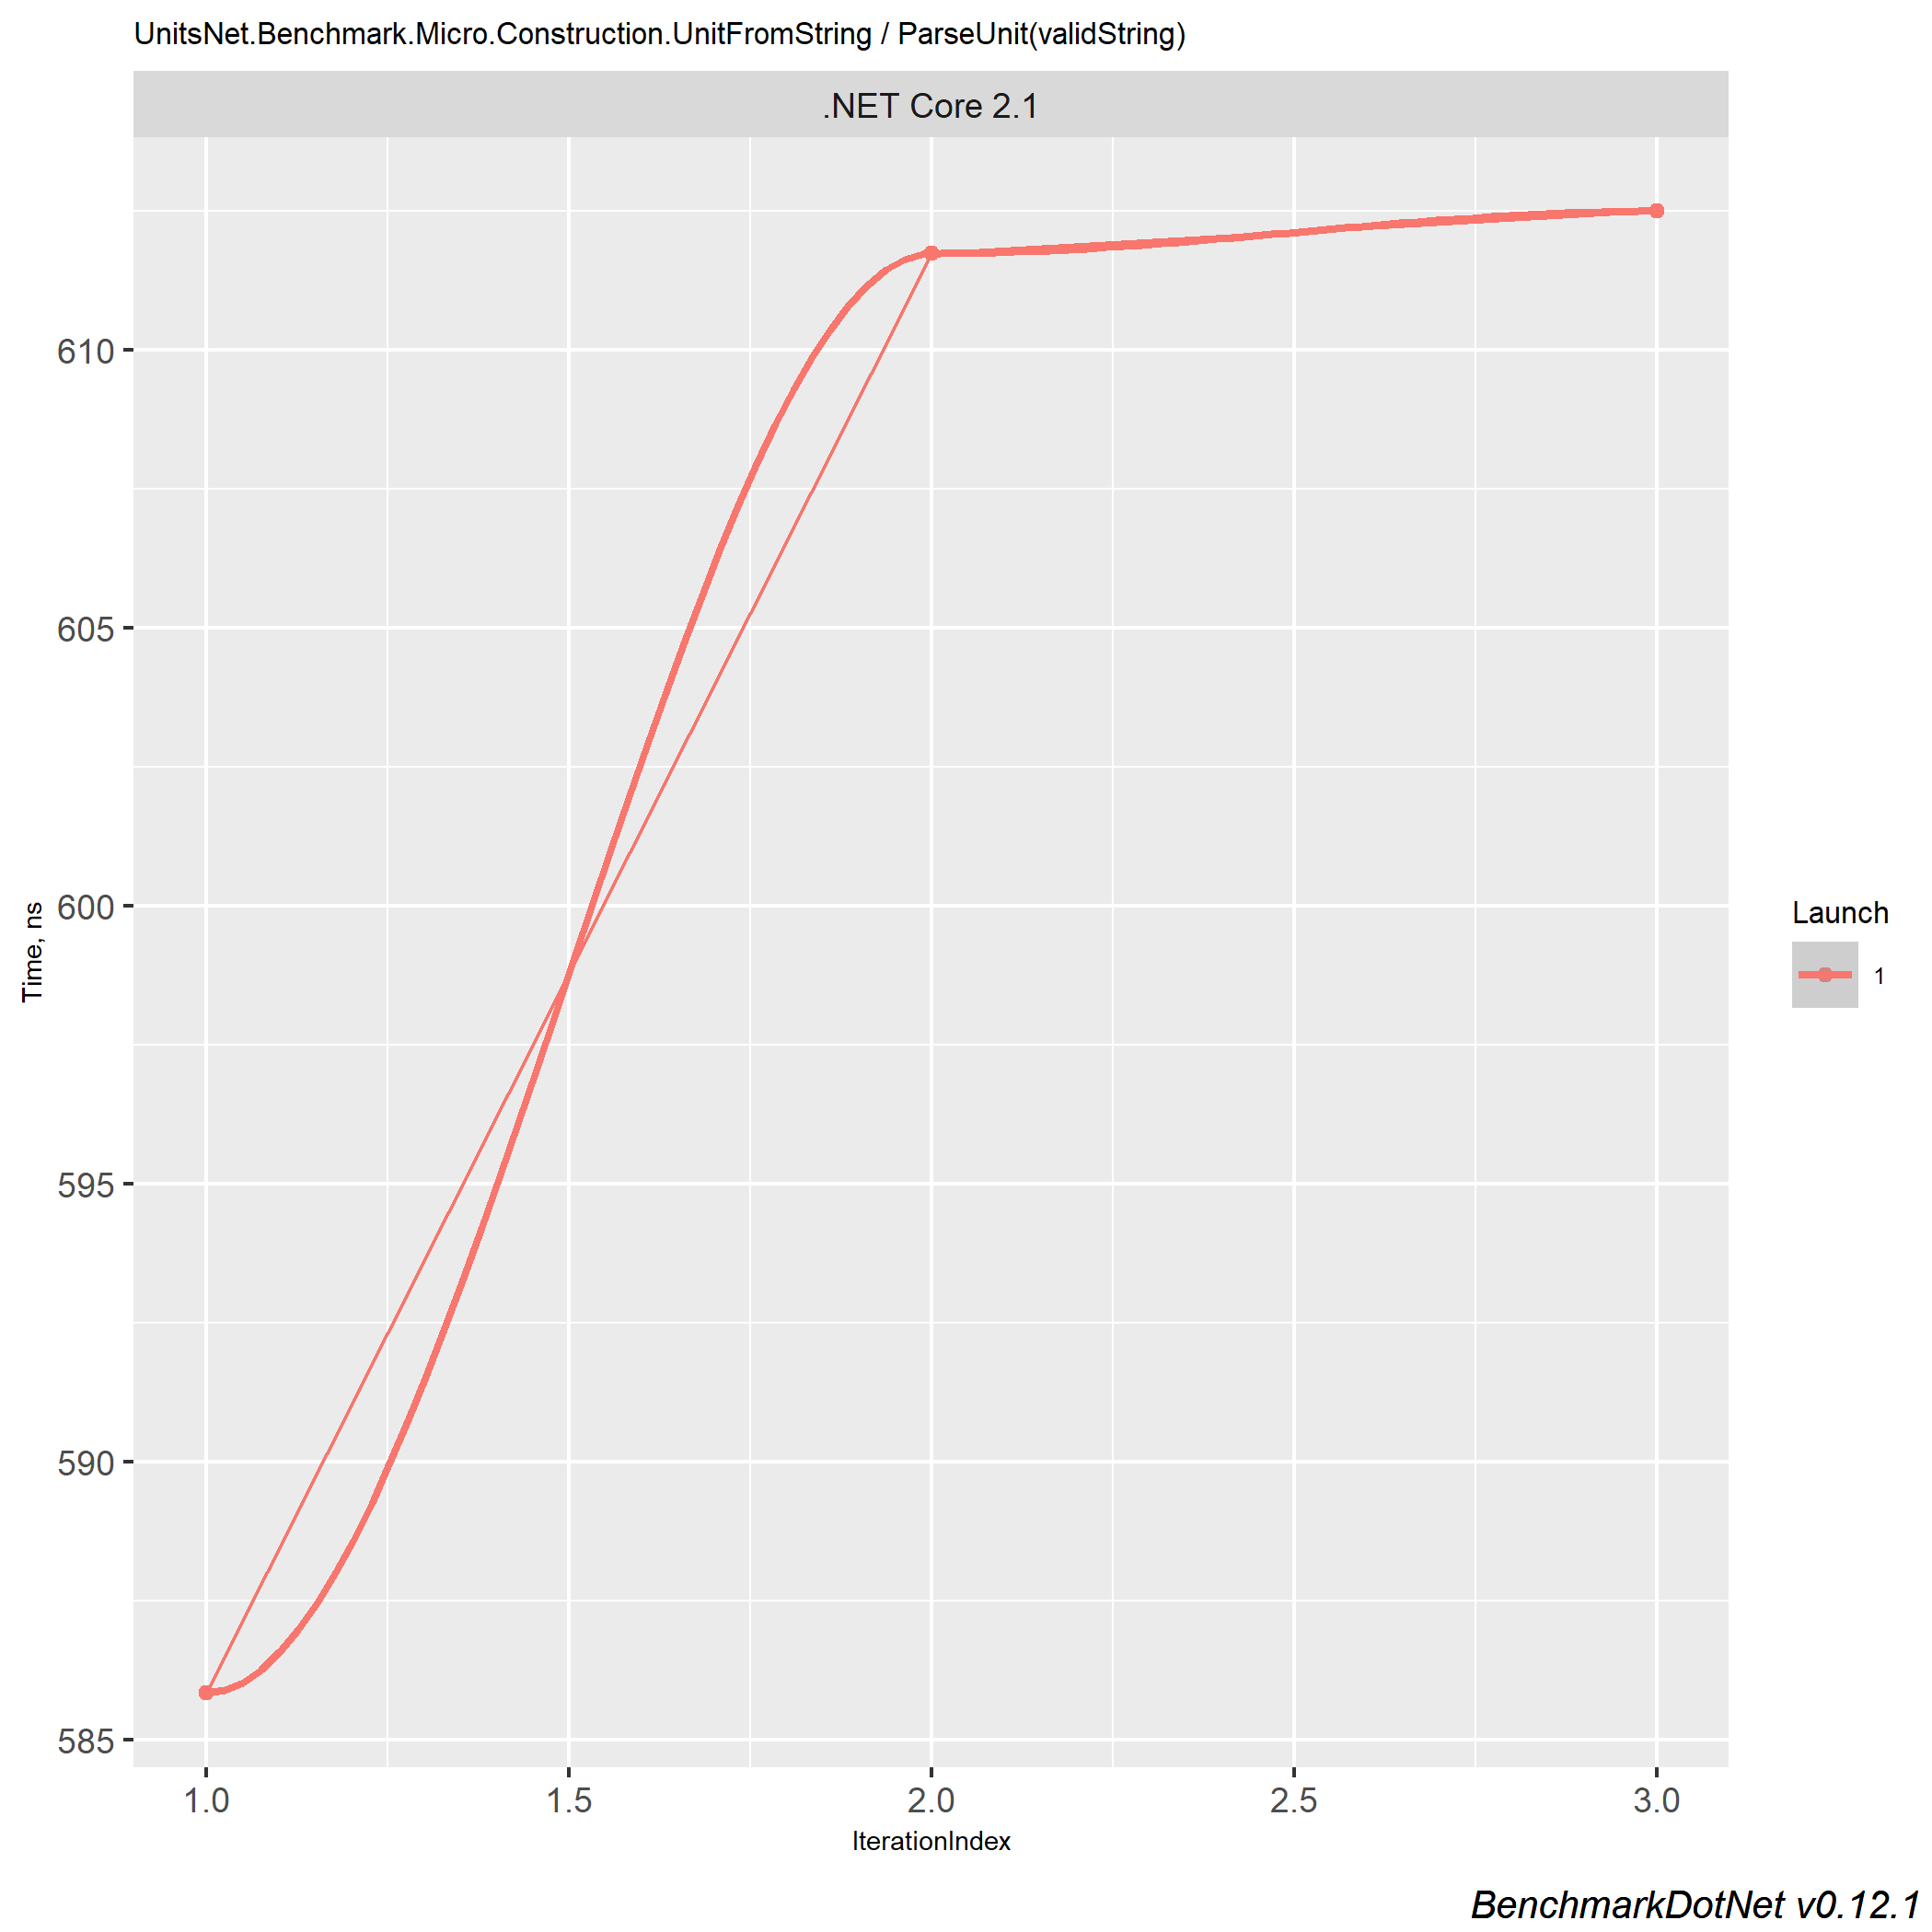 UnitsNet.Benchmark.Micro.Construction.UnitFromString / ParseUnit(validString)
.NET Core 2.1
610
605
600
595
590
585
Time, ns
1.0 1.5 2.0 2.5 3.0
IterationIndex
Launch
1
BenchmarkDotNet v0.12.1